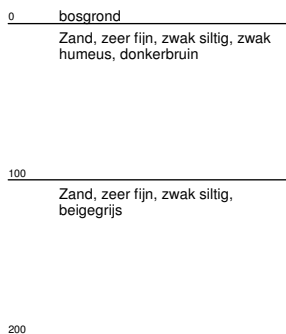 0 bosgrond
Zand, zeer fijn, zwak siltig, zwak
humeus, donkerbruin
100
Zand, zeer fijn, zwak siltig,
beigegrijs
200